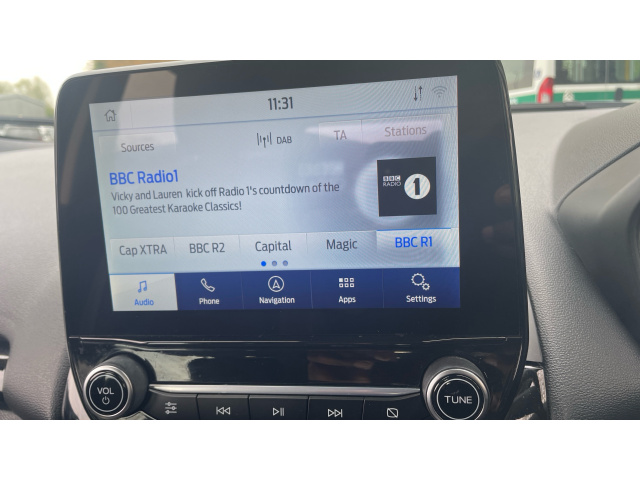 11:31
Sources
DAB
TA
Stations
BBC Radio1
Vicky and Lauren kick off Radio 1's countdown of the
100 Greatest Karaoke Classics!
BBC
RADIO
1
Cap XTRA
BBC R2
Capital
Magic
BBC R1
Audio
Phone
Navigation
Apps
Settings
VOL
TUNE